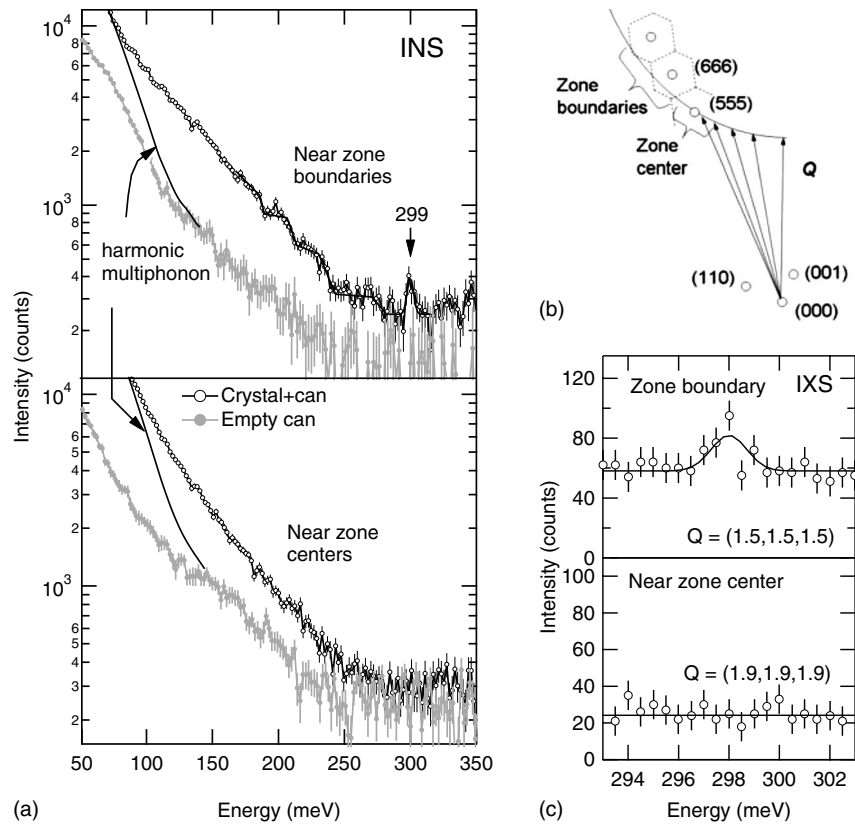 10⁴
8
6
4
2
10³
8
6
4
2
INS
Near zone
boundaries
299
harmonic
multiphonon
Intensity (counts)
10⁴
8
6
4
2
10³
8
6
5
4
3
2
Crystal+can
Empty can
Near zone
centers
50
100
150
200
250
300
350
Energy (meV)
(a)
(666)
Zone
boundaries
(555)
Zone
center
Q
(110)
(001)
(000)
(b)
120
80
40
0
Zone boundary
IXS
Q = (1.5,1.5,1.5)
Intensity (counts)
100
80
60
40
20
0
Near zone center
Q = (1.9,1.9,1.9)
294
296
298
300
302
Energy (meV)
(c)